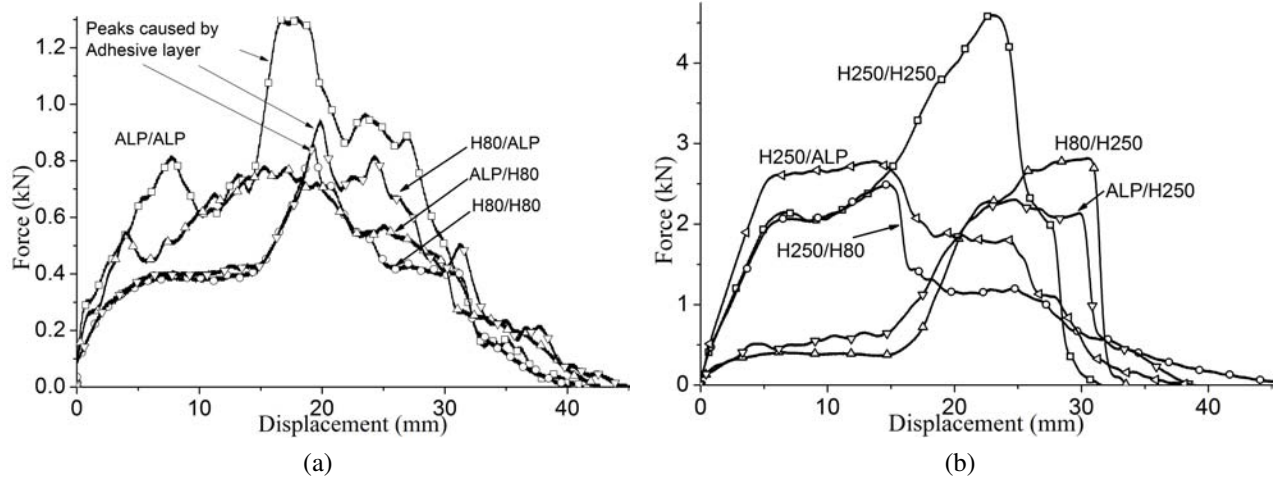 Peaks caused by
Adhesive layer
ALP/ALP
H80/ALP
ALP/H80
H80/H80
1.2
1.0
0.8
0.6
0.4
0.2
0.0
Force (kN)
0 10 20 30 40
Displacement (mm)
(a)
H250/H250
H250/ALP
H80/H250
ALP/H250
H250/H80
4
3
2
1
0
Force (kN)
0 10 20 30 40
Displacement (mm)
(b)